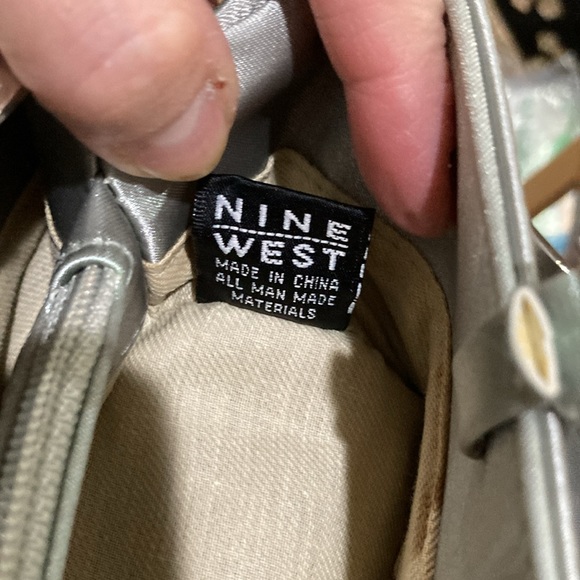 NINE
WEST
MADE IN CHINA
ALL MAN MADE
MATERIALS